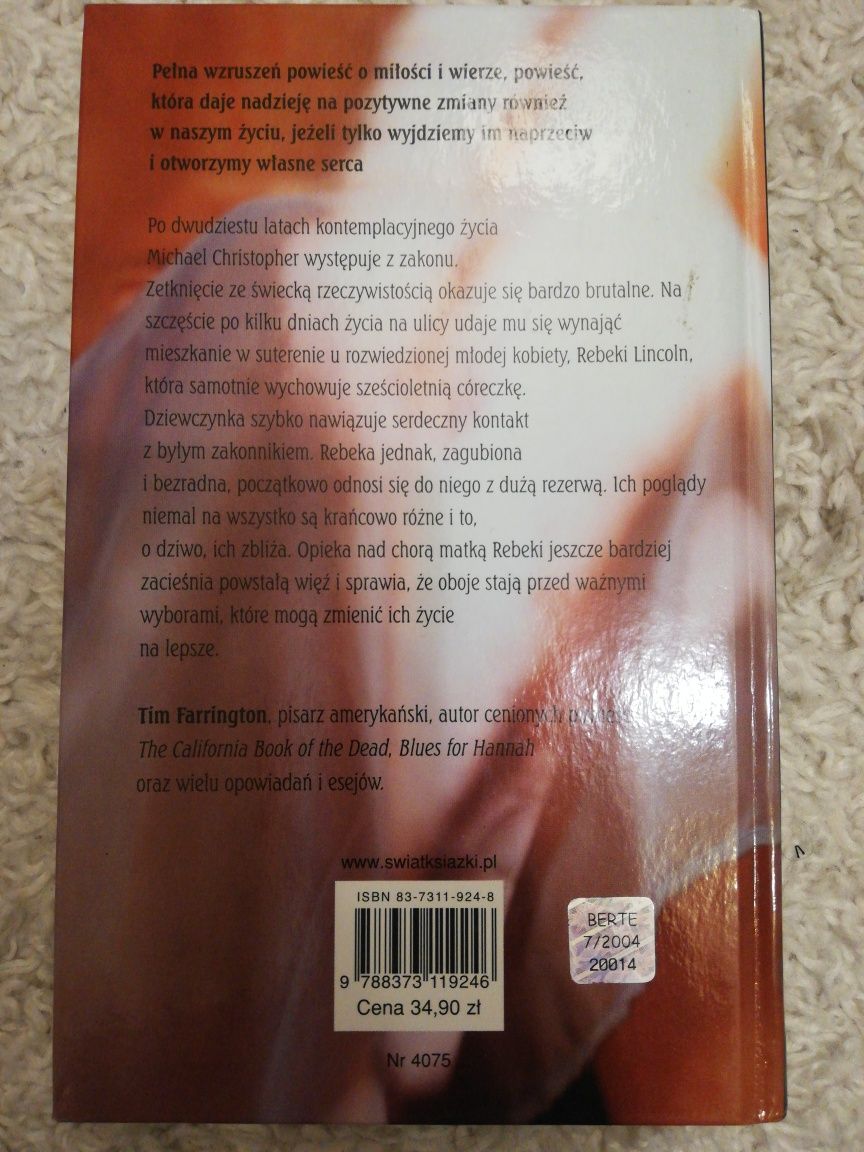 Pełna wzruszeń powieść o miłości i wierze, powieść,
która daje nadzieję na pozytywne zmiany również
w naszym życiu, jeżeli tylko wyjdziemy im naprzeciw
i otworzymy własne serca
Po dwudziestu latach kontemplacyjnego życia
Michael Christopher występuje z zakonu.
Zetknięcie ze świecką rzeczywistością okazuje się bardzo brutalne. Na
szczęście po kilku dniach życia na ulicy udaje mu się wynająć
mieszkanie w suterenie u rozwiedzionej młodej kobiety, Rebeki Lincoln,
która samotnie wychowuje sześcioletnią córeczkę.
Dziewczynka szybko nawiązuje serdeczny kontakt
z byłym zakonnikiem. Rebeka jednak, zagubiona
i bezradna, początkowo odnosi się do niego z dużą rezerwą. Ich poglądy
niemal na wszystko są krańcowo różne i to,
o dziwo, ich zbliża. Opieka nad chorą matką Rebeki jeszcze bardziej
zacieśnia powstałą więź i sprawia, że oboje stają przed ważnymi
wyborami, które mogą zmienić ich życie
na lepsze.
Tim Farrington, pisarz amerykański, autor cenionych
The California Book of the Dead, Blues for Hannah
oraz wielu opowiadań i esejów.
www.swiatksiazki.pl
ISBN 83-7311-924-8
9 788373 119246
Cena 34,90 zł
BERTE
7/2004
20014
Nr 4075